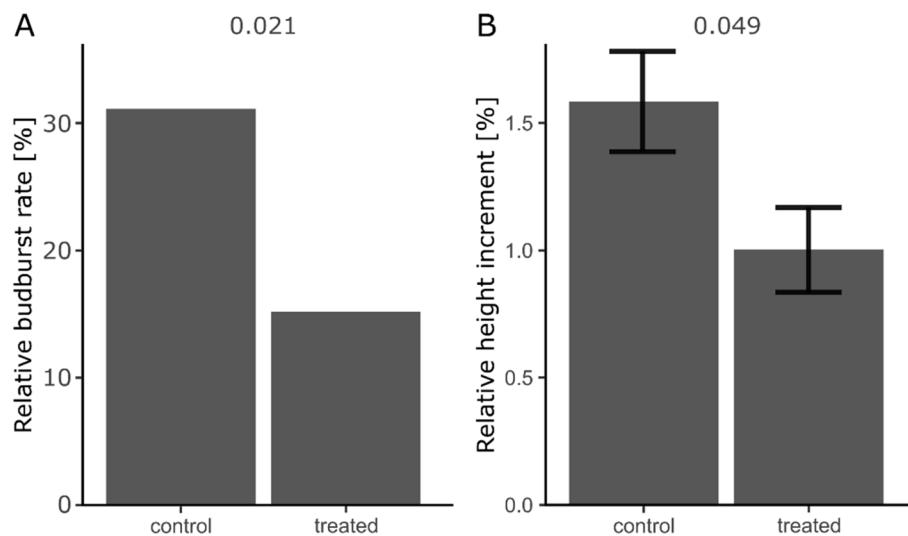 A
0.021
Relative budburst rate [%]
30
20
10
0
control
treated
B
0.049
Relative height increment [%]
1.5
1.0
0.5
0.0
control
treated